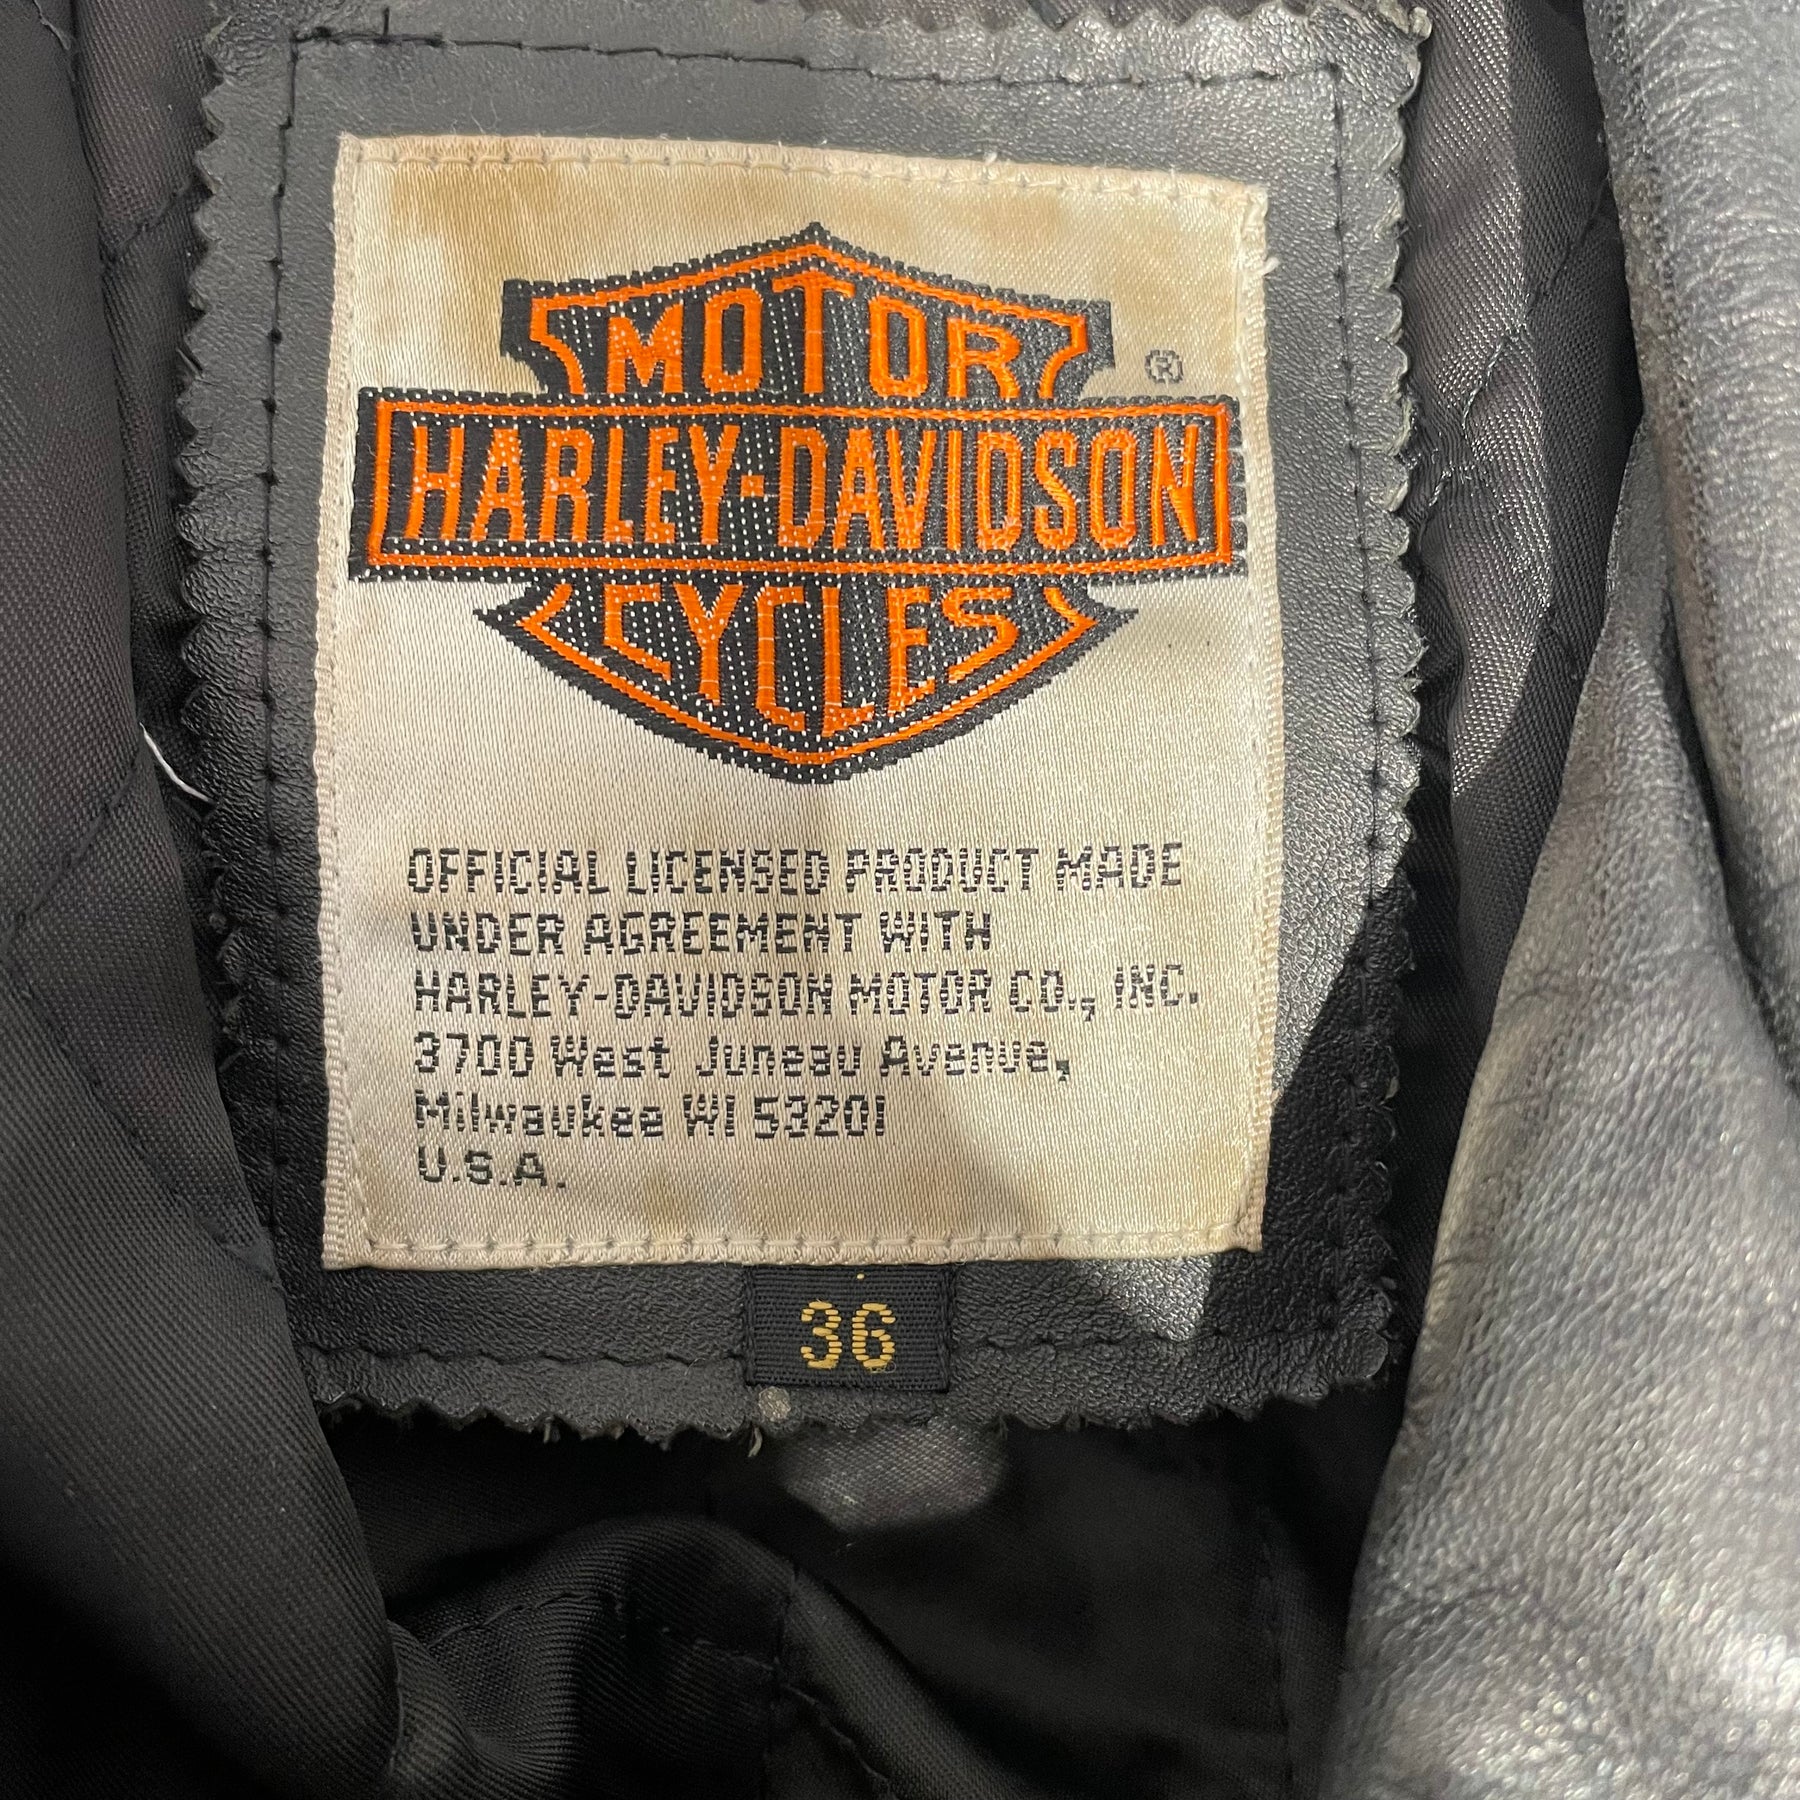 MOTOR
®
HARLEY-DAVIDSON
CYCLES
OFFICIAL LICENSED PRODUCT MADE
UNDER AGREEMENT WITH
HARLEY-DAVIDSON MOTOR CO., INC.
3700 West Juneau Avenue,
Milwaukee WI 53201
U.S.A.
36